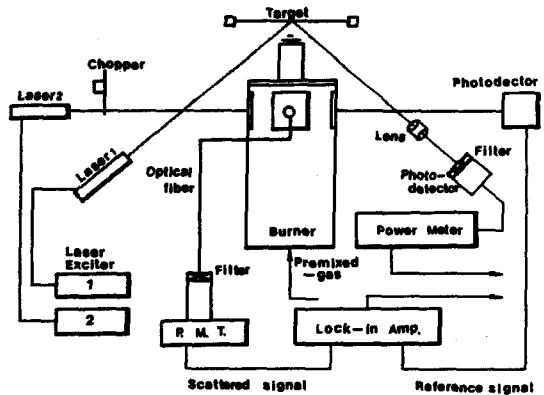 Target
Chopper
Laser2
Photodector
Laser1
Lens
Filter
Photo-
detector
Optical
fiber
Burner
Power Meter
Laser
Exciter
1
2
Filter
Premixed
-gas
P. M. T.
Lock-in Amp.
Scattered signal
Reference signal